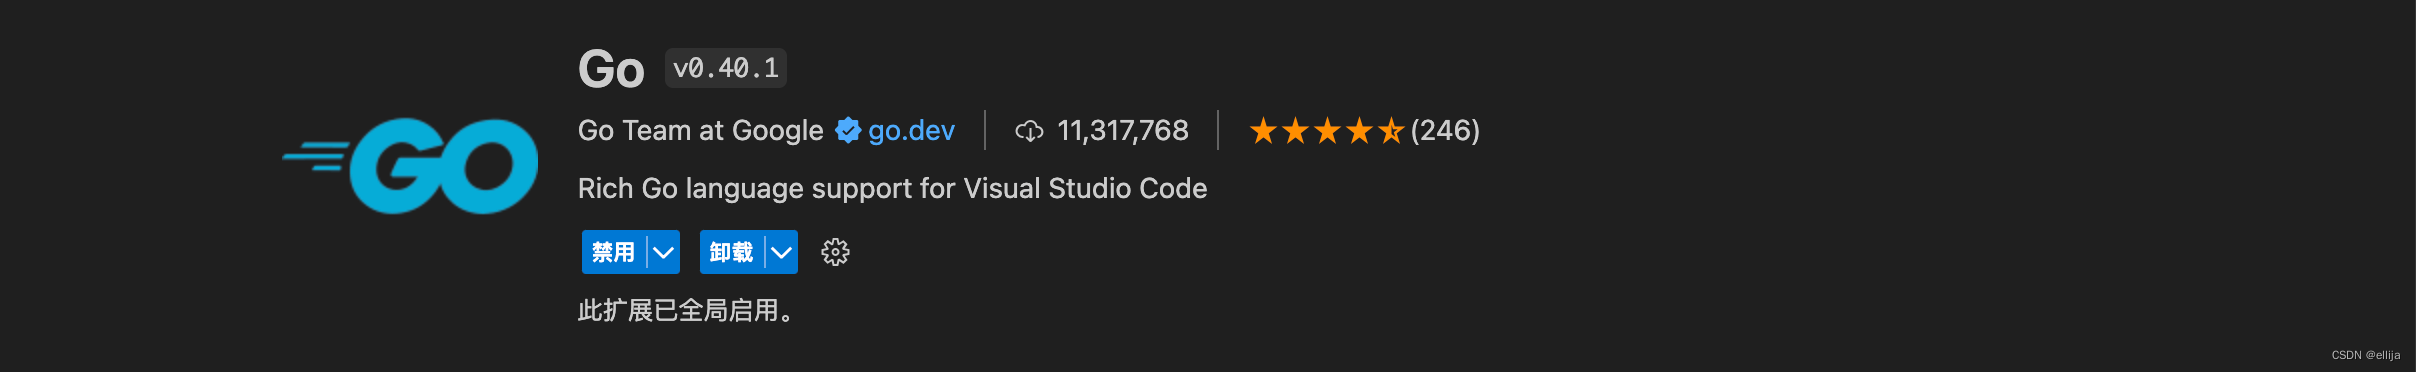 Go v0.40.1
GO
Go Team at Google go.dev 11,317,768 (246)
Rich Go language support for Visual Studio Code
禁用 卸载
此扩展已全局启用。
CSDN @ellija